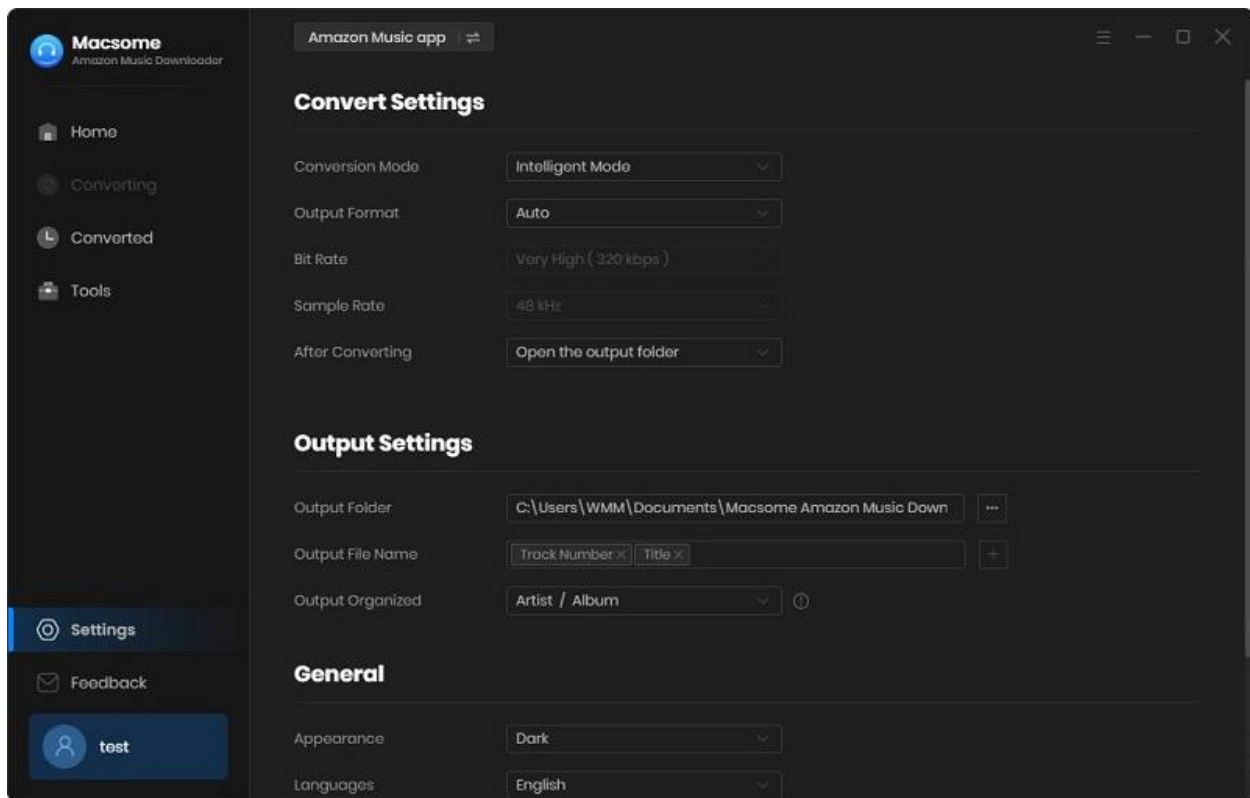 Macsome
Amazon Music Downloader
Home
Converting
Converted
Tools
Settings
Feedback
test
Amazon Music app
Convert Settings
Conversion Mode Intelligent Mode
Output Format Auto
Bit Rate Very High ( 320 kbps )
Sample Rate 48 kHz
After Converting Open the output folder
Output Settings
Output Folder C:\Users\WMM\Documents\Macsome Amazon Music Down ...
Output File Name Track Number × Title × +
Output Organized Artist / Album
General
Appearance Dark
Languages English